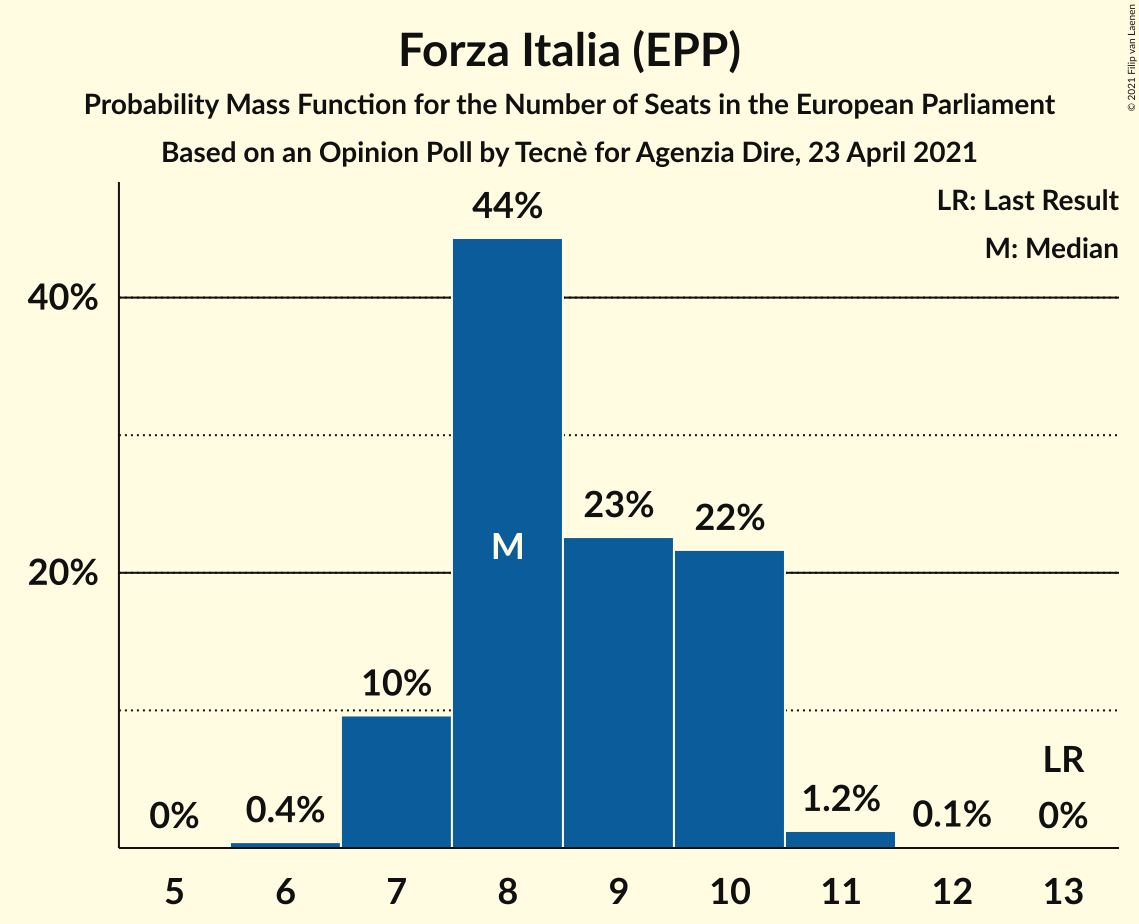 Forza Italia (EPP)
Probability Mass Function for the Number of Seats in the European Parliament
Based on an Opinion Poll by Tecnè for Agenzia Dire, 23 April 2021
© 2021 Filip van Laenen
LR: Last Result
M: Median
44%
40%
23%
22%
M
20%
10%
LR
0%
0.4%
1.2%
0.1%
0%
5 6 7 8 9 10 11 12 13